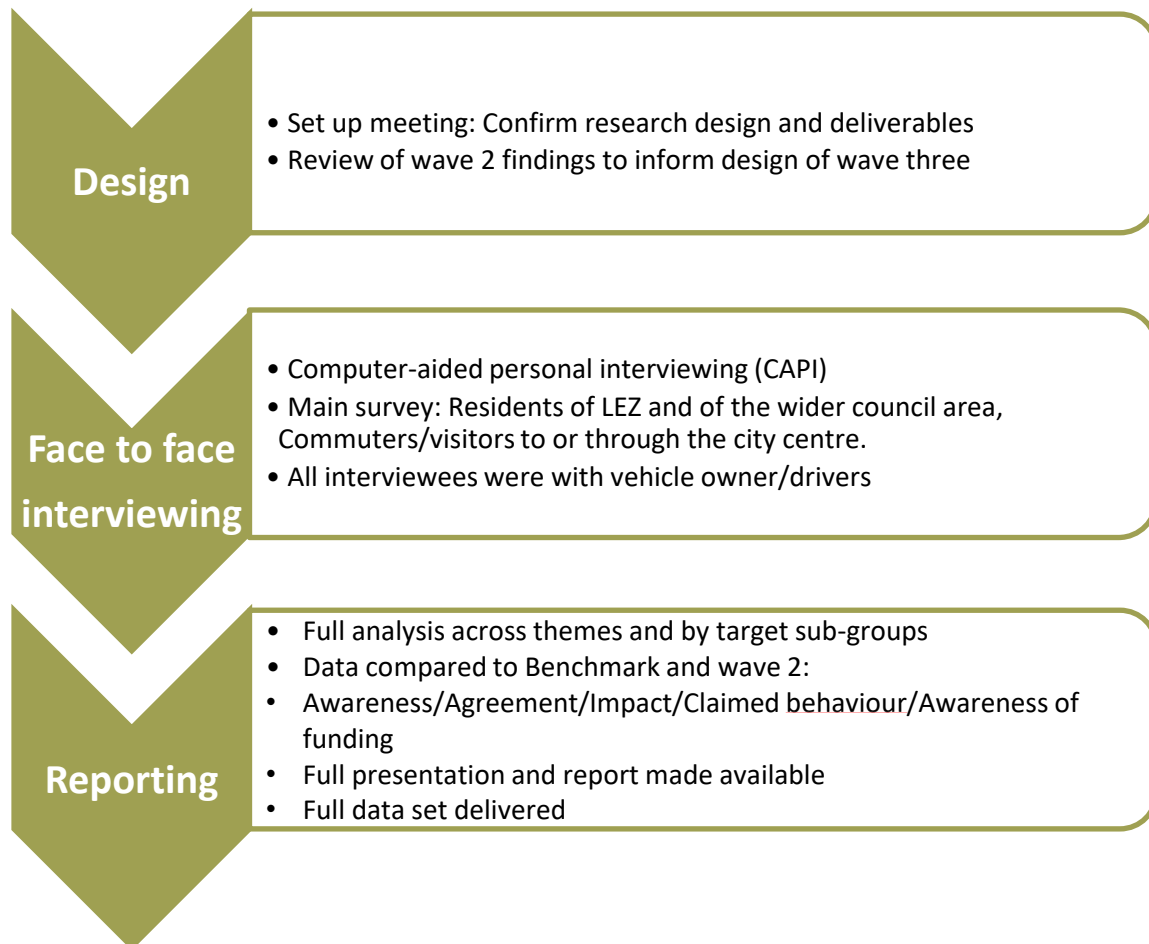 Design
• Set up meeting: Confirm research design and deliverables
• Review of wave 2 findings to inform design of wave three
Face to face
interviewing
• Computer-aided personal interviewing (CAPI)
• Main survey: Residents of LEZ and of the wider council area,
Commuters/visitors to or through the city centre.
• All interviewees were with vehicle owner/drivers
Reporting
• Full analysis across themes and by target sub-groups
• Data compared to Benchmark and wave 2:
• Awareness/Agreement/Impact/Claimed behaviour/Awareness of
funding
• Full presentation and report made available
• Full data set delivered